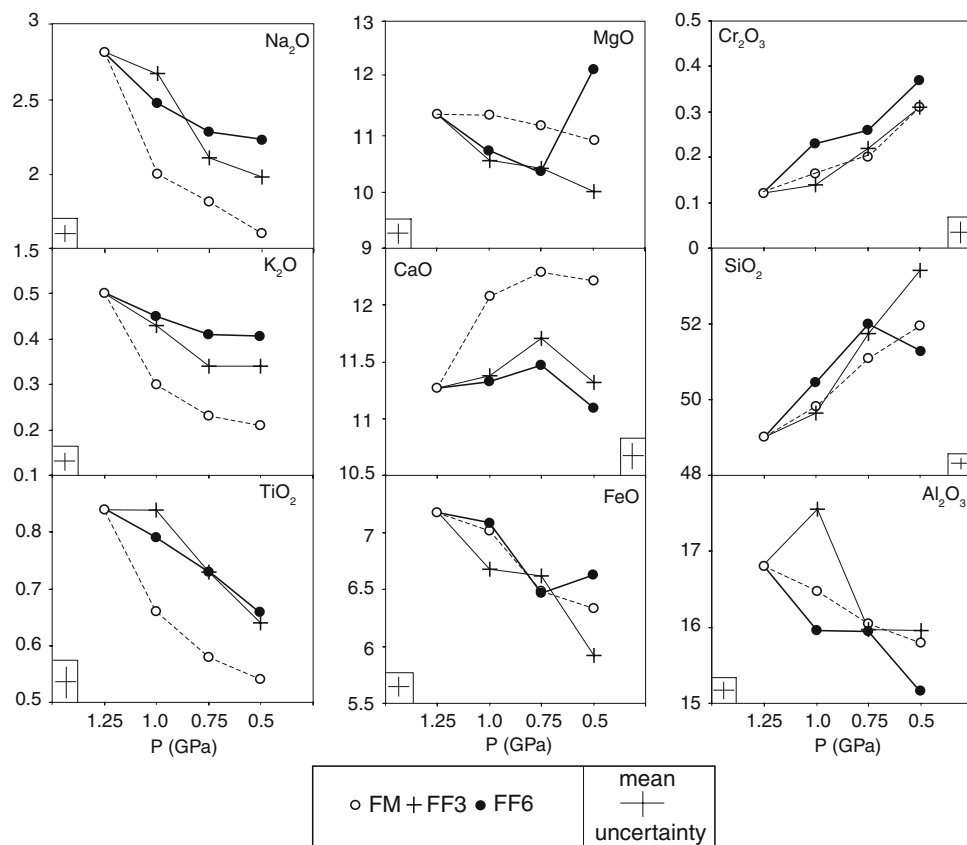 Na₂O
3
2.5
2
MgO
13
12
11
10
9
Cr₂O₃
0.5
0.4
0.3
0.2
0.1
0
K₂O
1.5
0.5
0.4
0.3
0.2
0.1
CaO
12
11.5
11
10.5
SiO₂
52
50
48
TiO₂
0.8
0.7
0.6
0.5
1.25 1.0 0.75 0.5
P (GPa)
FeO
7
6.5
6
5.5
1.25 1.0 0.75 0.5
P (GPa)
Al₂O₃
17
16
15
1.25 1.0 0.75 0.5
P (GPa)
FM FF3 FF6
mean
uncertainty